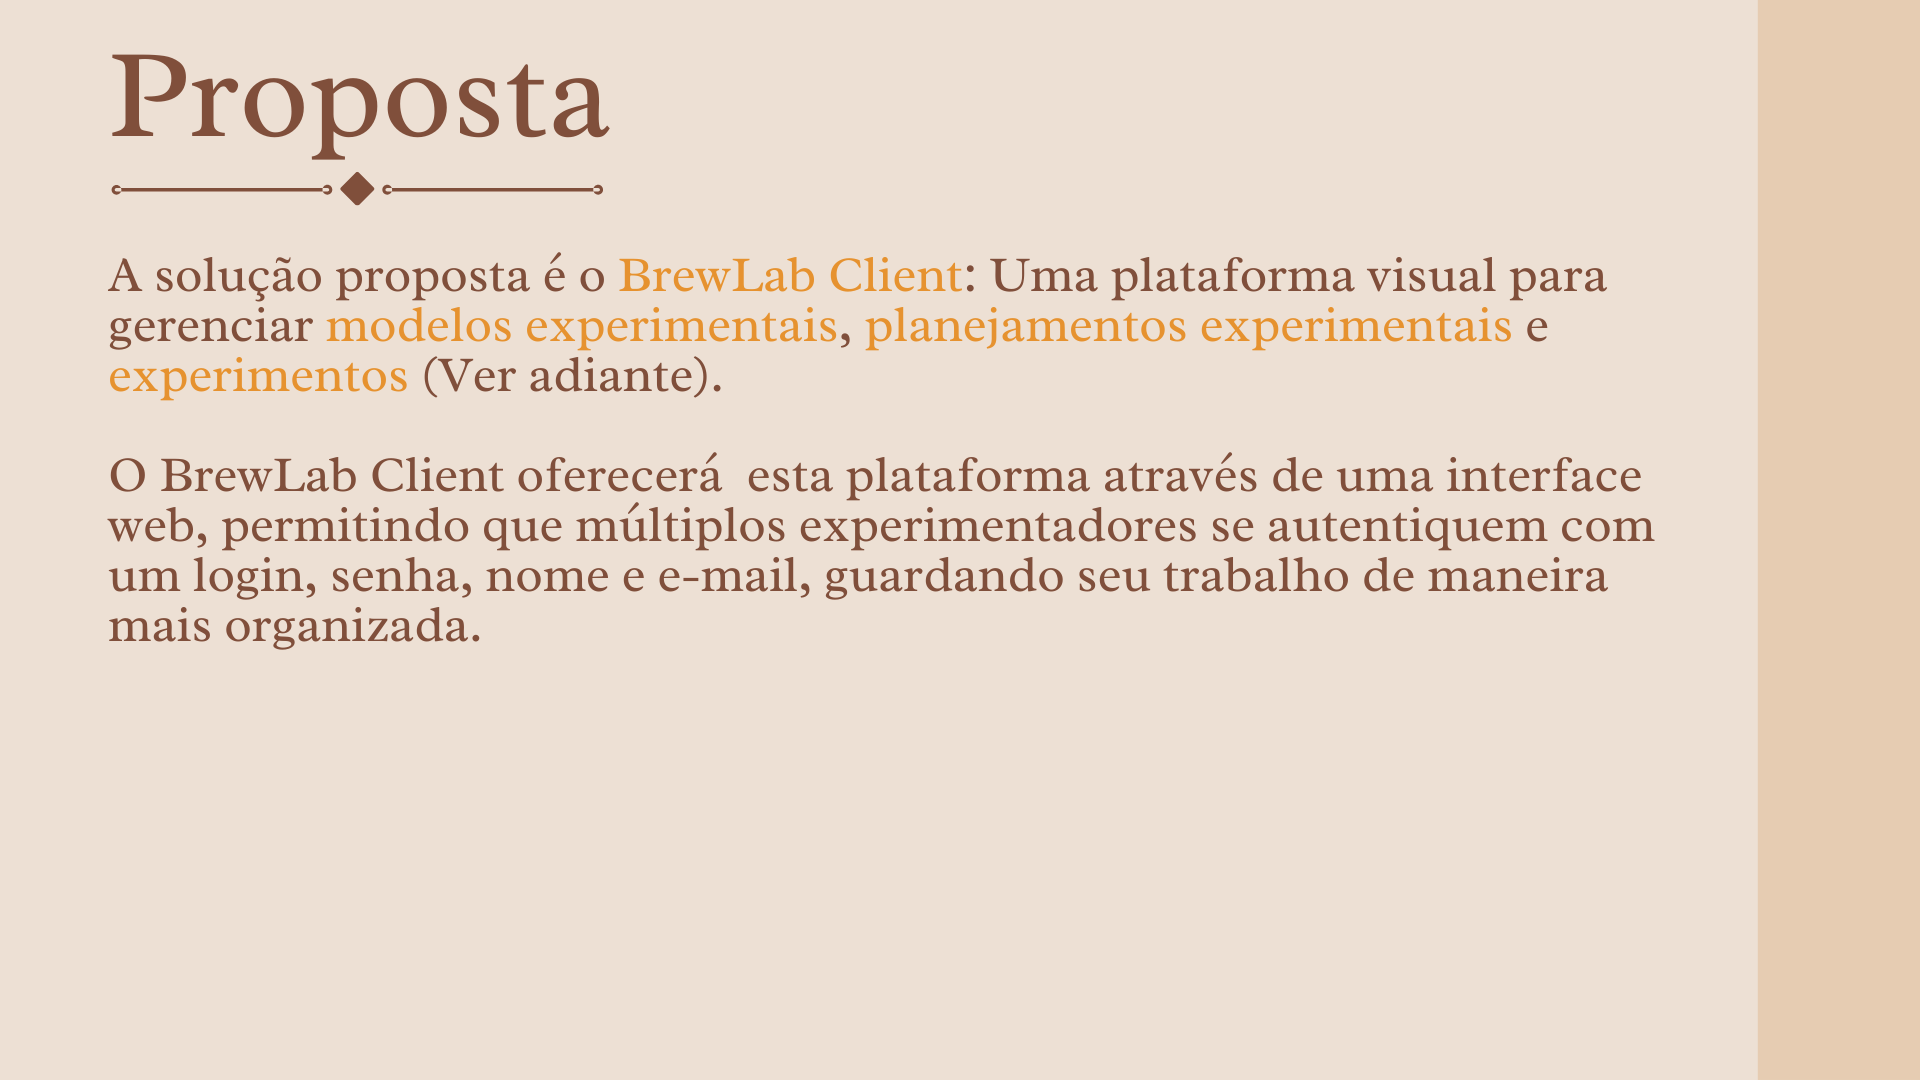 Proposta
A solução proposta é o BrewLab Client: Uma plataforma visual para
gerenciar modelos experimentais, planejamentos experimentais e
experimentos (Ver adiante).
O BrewLab Client oferecerá  esta plataforma através de uma interface
web, permitindo que múltiplos experimentadores se autentiquem com
um login, senha, nome e e-mail, guardando seu trabalho de maneira
mais organizada.